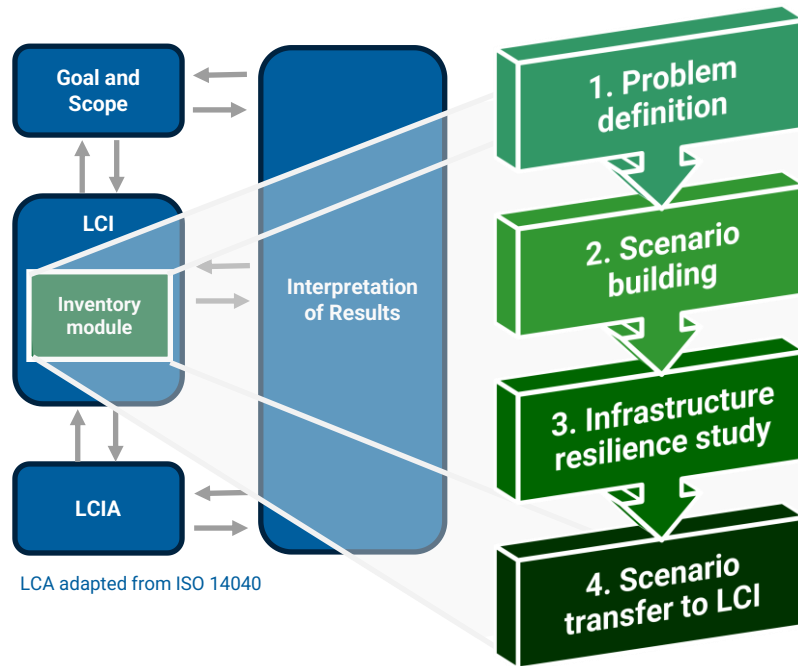 Goal and
Scope
LCI
Inventory
module
LCIA
Interpretation
of Results
LCA adapted from ISO 14040
1. Problem
definition
2. Scenario
building
3. Infrastructure
resilience study
4. Scenario
transfer to LCI